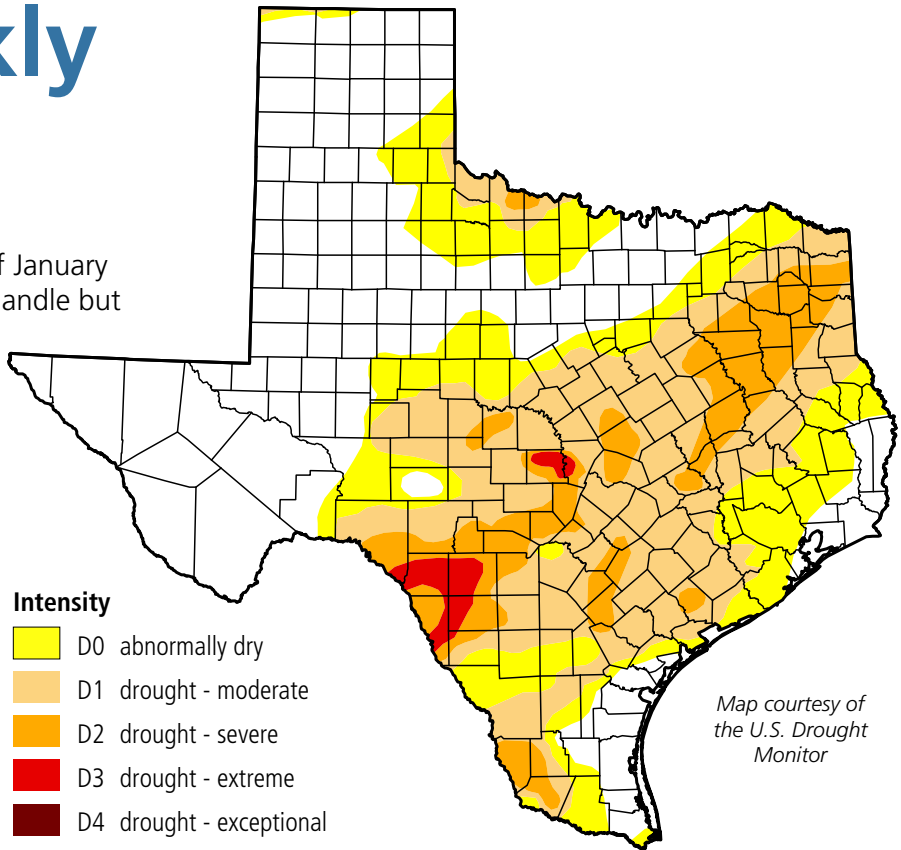 kly
f January
andle but
Intensity
D0 abnormally dry
D1 drought - moderate
D2 drought - severe
D3 drought - extreme
D4 drought - exceptional
Map courtesy of
the U.S. Drought
Monitor